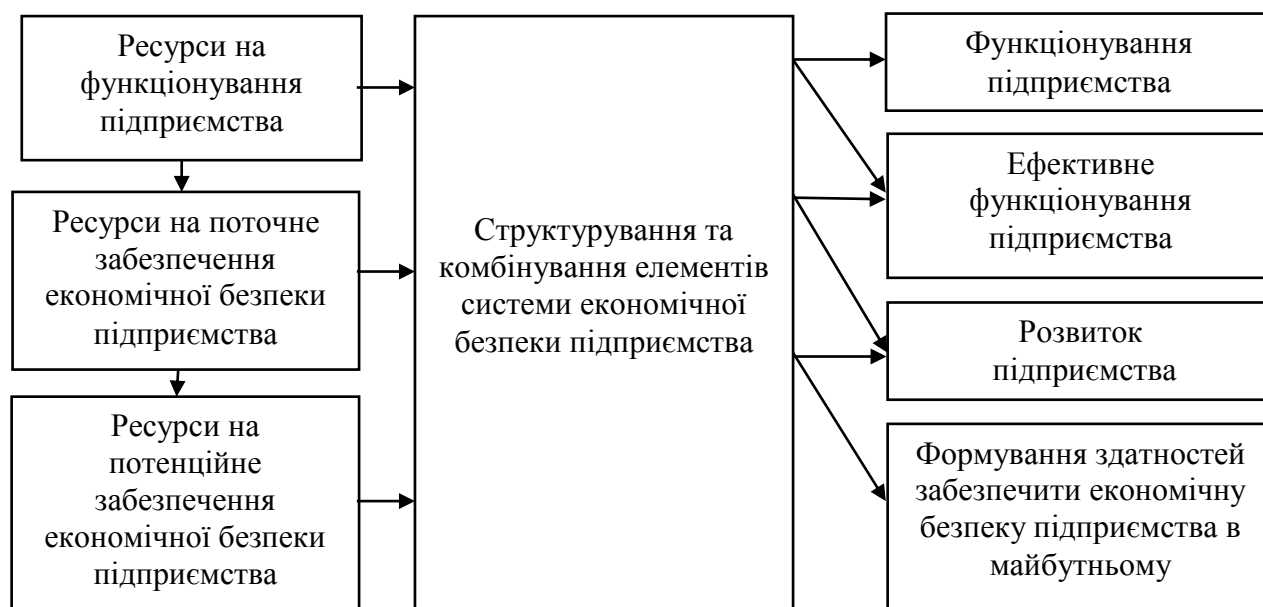 Ресурси на
функціонування
підприємства
Ресурси на поточне
забезпечення
економічної безпеки
підприємства
Ресурси на
потенційне
забезпечення
економічної безпеки
підприємства
Структурування та
комбінування елементів
системи економічної
безпеки підприємства
Функціонування
підприємства
Ефективне
функціонування
підприємства
Розвиток
підприємства
Формування здатностей
забезпечити економічну
безпеку підприємства в
майбутньому